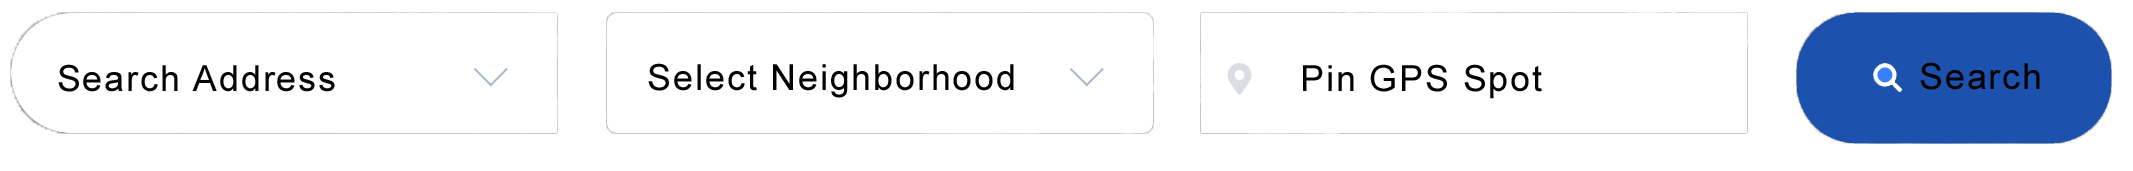 Search Address
Select Neighborhood
Pin GPS Spot
Search